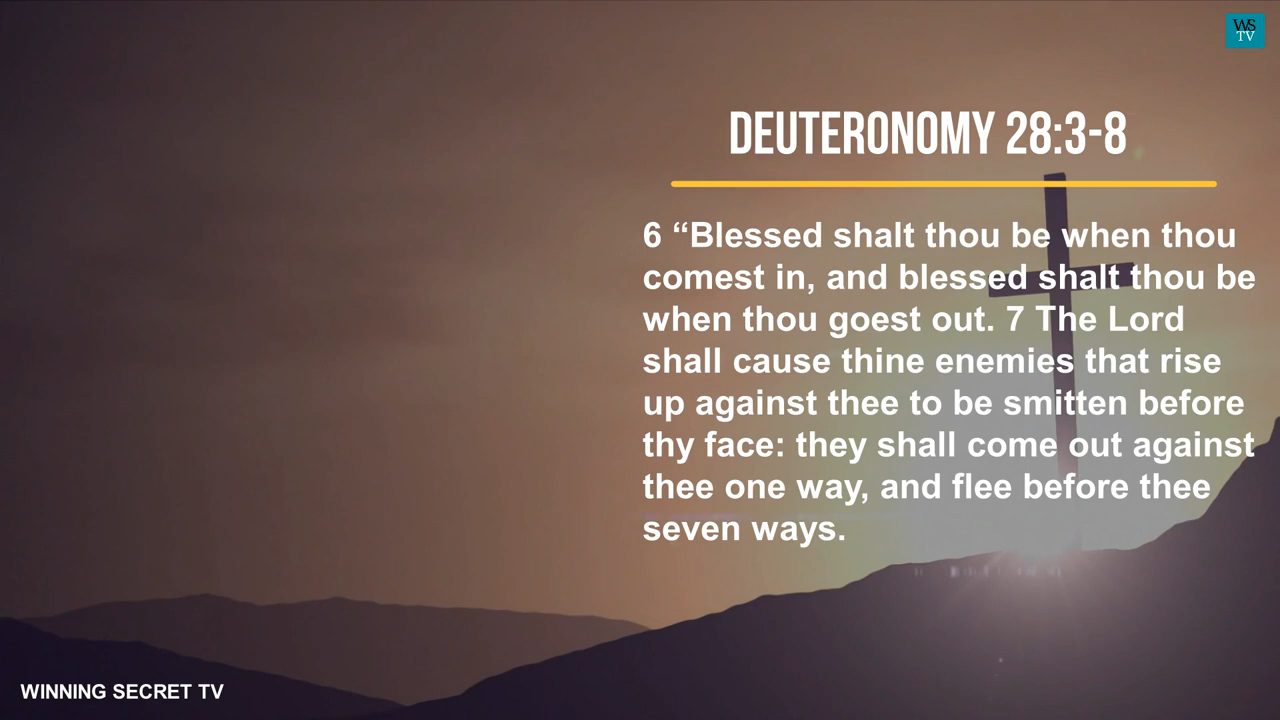 WS
TV
DEUTERONOMY 28:3-8
6 “Blessed shalt thou be when thou
comest in, and blessed shalt thou be
when thou goest out. 7 The Lord
shall cause thine enemies that rise
up against thee to be smitten before
thy face: they shall come out against
thee one way, and flee before thee
seven ways.
WINNING SECRET TV